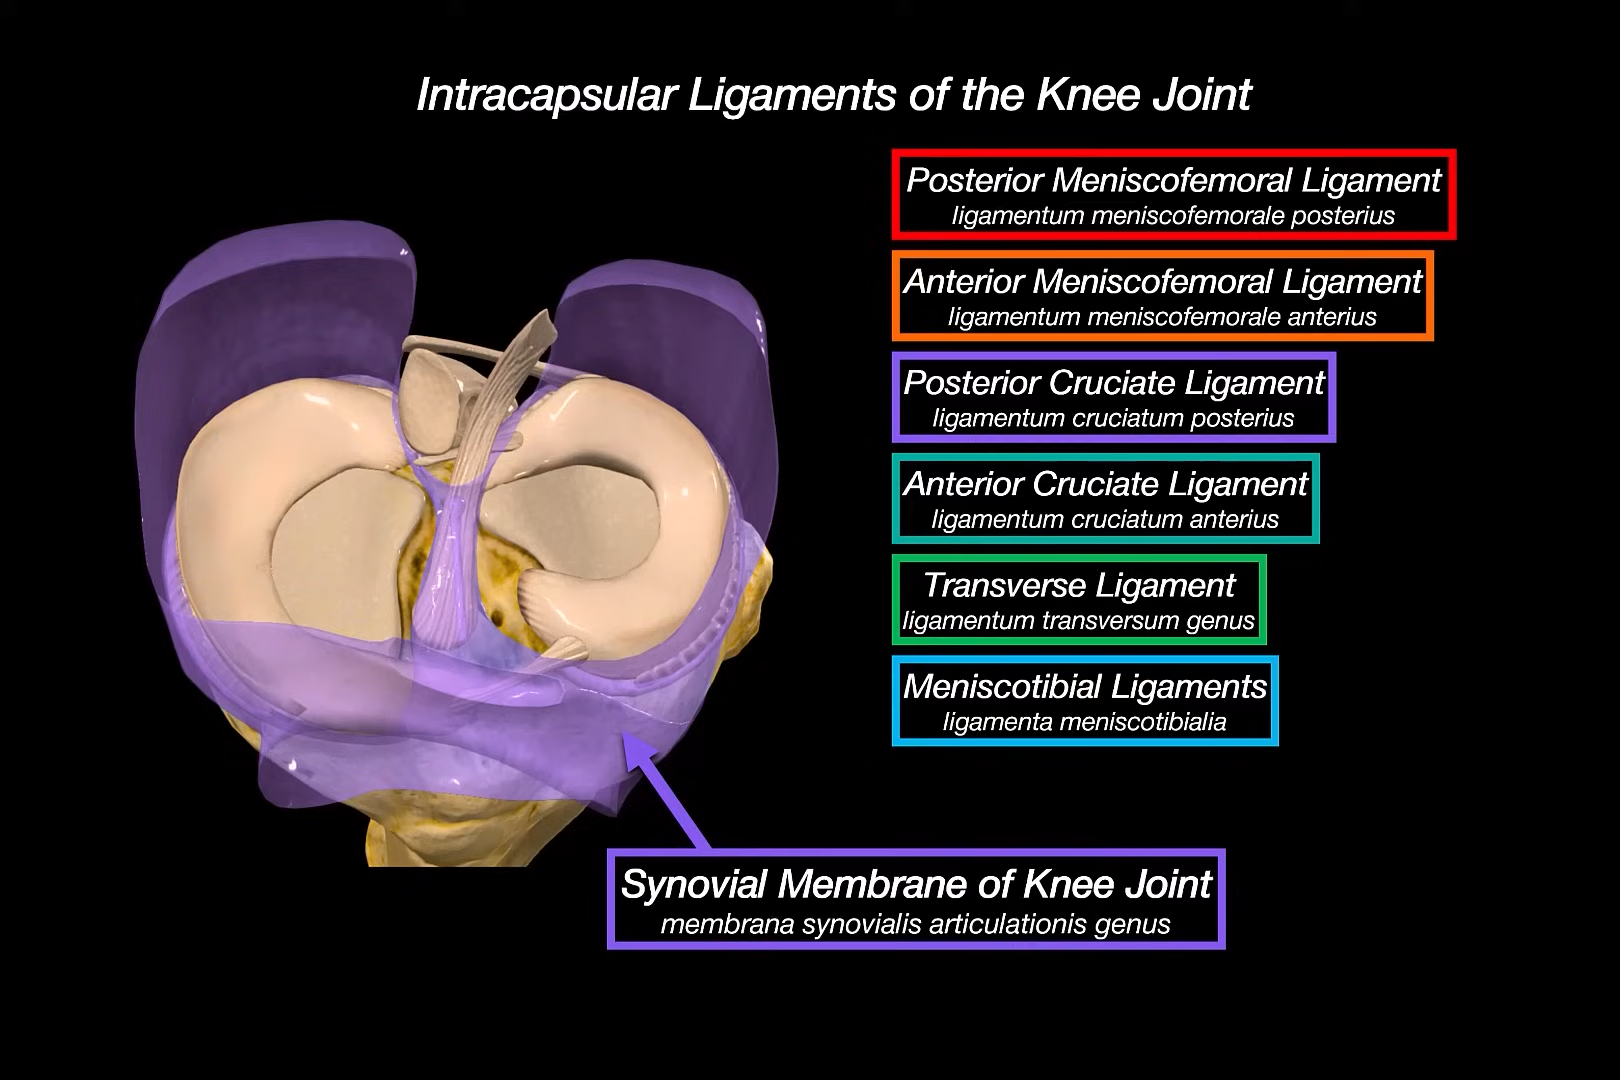 Intracapsular Ligaments of the Knee Joint
Posterior Meniscofemoral Ligament
ligamentum meniscofemorale posterius
Anterior Meniscofemoral Ligament
ligamentum meniscofemorale anterius
Posterior Cruciate Ligament
ligamentum cruciatum posterius
Anterior Cruciate Ligament
ligamentum cruciatum anterius
Transverse Ligament
ligamentum transversum genus
Meniscotibial Ligaments
ligamenta meniscotibialia
Synovial Membrane of Knee Joint
membrana synovialis articulationis genus